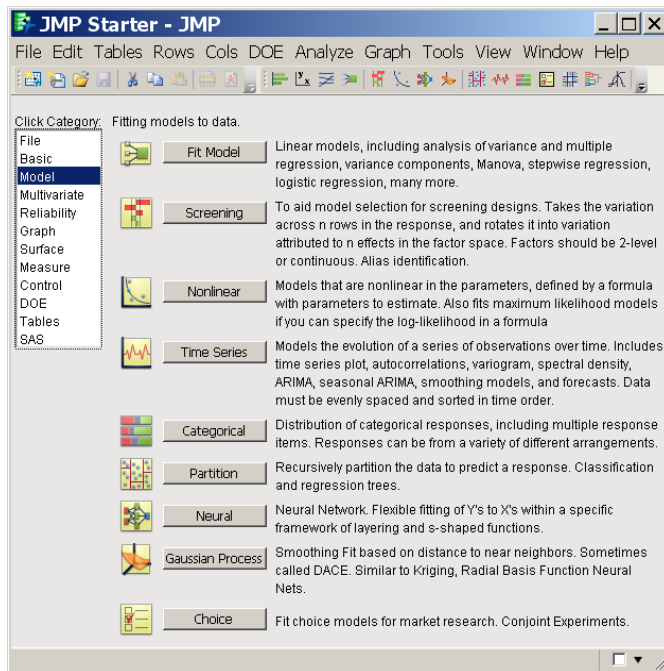 JMP Starter - JMP
File Edit Tables Rows Cols DOE Analyze Graph Tools View Window Help
Click Category:
File
Basic
Model
Multivariate
Reliability
Graph
Surface
Measure
Control
DOE
Tables
SAS
Fitting models to data.
Fit Model
Linear models, including analysis of variance and multiple
regression, variance components, Manova, stepwise regression,
logistic regression, many more.
Screening
To aid model selection for screening designs. Takes the variation
across n rows in the response, and rotates it into variation
attributed to n effects in the factor space. Factors should be 2-level
or continuous. Alias identification.
Nonlinear
Models that are nonlinear in the parameters, defined by a formula
with parameters to estimate. Also fits maximum likelihood models
if you can specify the log-likelihood in a formula
Time Series
Models the evolution of a series of observations over time. Includes
time series plot, autocorrelations, variogram, spectral density,
ARIMA, seasonal ARIMA, smoothing models, and forecasts. Data
must be evenly spaced and sorted in time order.
Categorical
Distribution of categorical responses, including multiple response
items. Responses can be from a variety of different arrangements.
Partition
Recursively partition the data to predict a response. Classification
and regression trees.
Neural
Neural Network. Flexible fitting of Y's to X's within a specific
framework of layering and s-shaped functions.
Gaussian Process
Smoothing Fit based on distance to near neighbors. Sometimes
called DACE. Similar to Kriging, Radial Basis Function Neural
Nets.
Choice
Fit choice models for market research. Conjoint Experiments.